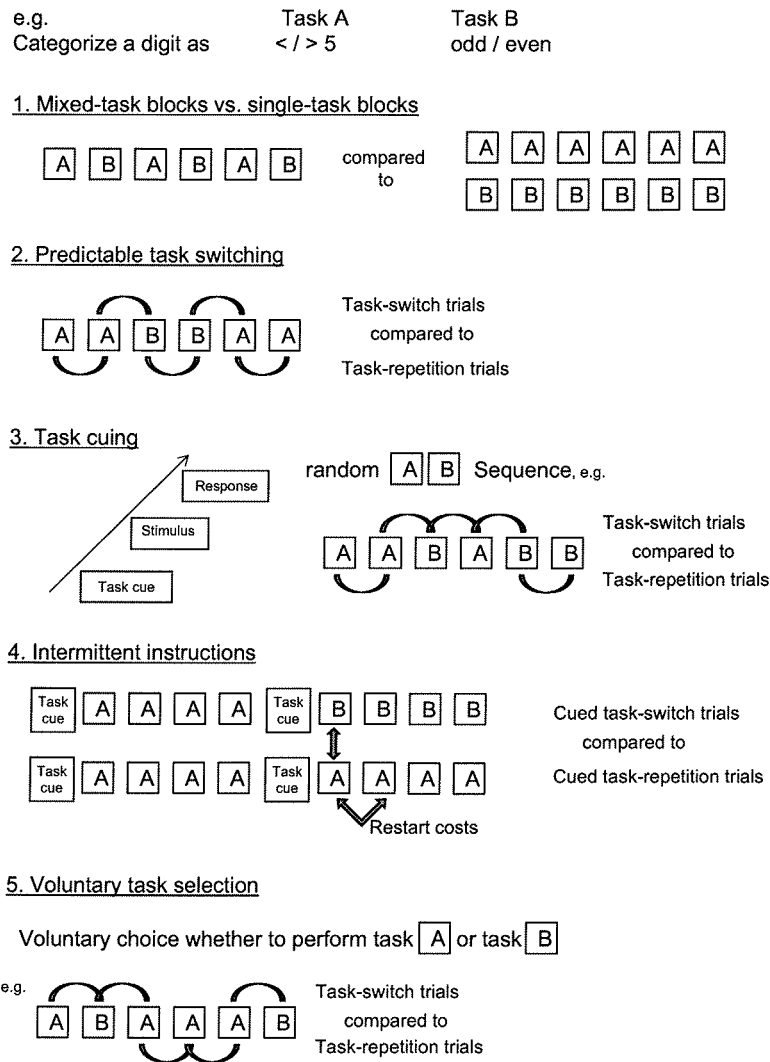 e.g. Task A Task B
Categorize a digit as < / > 5 odd / even
1. Mixed-task blocks vs. single-task blocks
A B A B A B
compared
to
A A A A A A
B B B B B B
2. Predictable task switching
A A B B A A
Task-switch trials
compared to
Task-repetition trials
3. Task cuing
Response
Stimulus
Task cue
random A B Sequence, e.g.
A A B A B B
Task-switch trials
compared to
Task-repetition trials
4. Intermittent instructions
Task cue A A A A Task cue B B B B
Task cue A A A A Task cue A A A A
Restart costs
Cued task-switch trials
compared to
Cued task-repetition trials
5. Voluntary task selection
Voluntary choice whether to perform task A or task B
e.g.
A B A A A B
Task-switch trials
compared to
Task-repetition trials